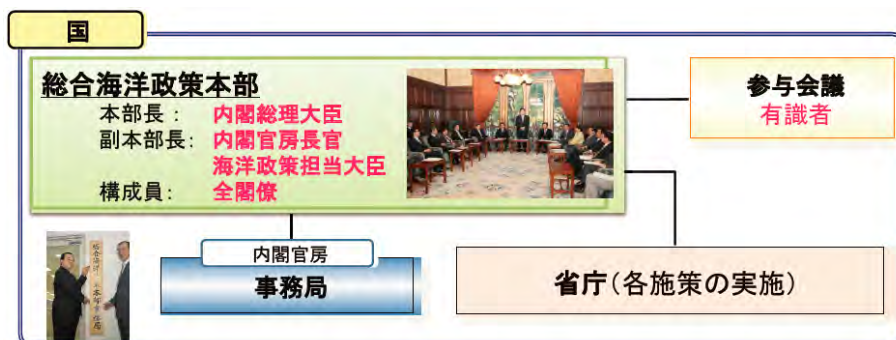 国
総合海洋政策本部
本部長： 内閣総理大臣
副本部長： 内閣官房長官
海洋政策担当大臣
構成員： 全閣僚
参与会議
有識者
内閣官房
事務局
省庁（各施策の実施）